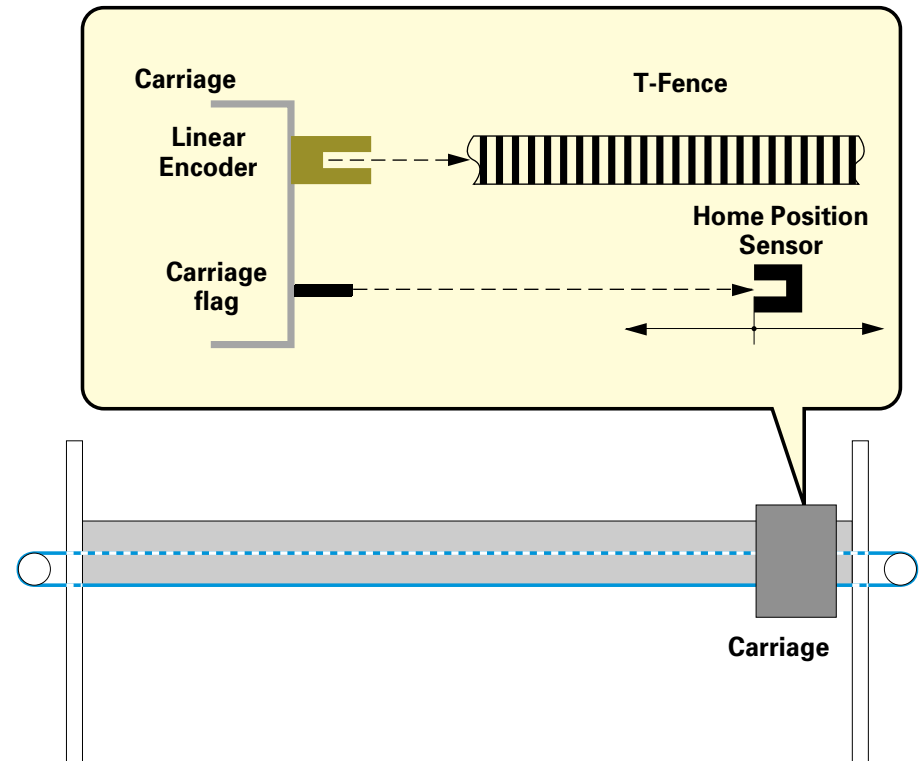 Carriage
T-Fence
Linear
Encoder
Home Position
Sensor
Carriage
flag
Carriage